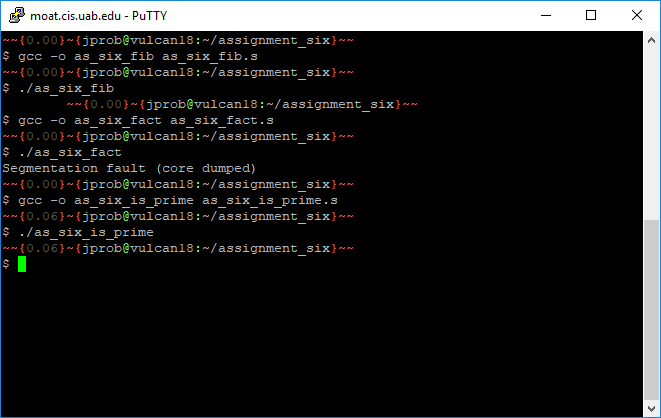 moat.cis.uab.edu - PuTTY
~~{0.00}~{jprob@vulcan18:~/assignment_six}~~
$ gcc -o as_six_fib as_six_fib.s
~~{0.00}~{jprob@vulcan18:~/assignment_six}~~
$ ./as_six_fib
        ~~{0.00}~{jprob@vulcan18:~/assignment_six}~~
$ gcc -o as_six_fact as_six_fact.s
~~{0.00}~{jprob@vulcan18:~/assignment_six}~~
$ ./as_six_fact
Segmentation fault (core dumped)
~~{0.00}~{jprob@vulcan18:~/assignment_six}~~
$ gcc -o as_six_is_prime as_six_is_prime.s
~~{0.06}~{jprob@vulcan18:~/assignment_six}~~
$ ./as_six_is_prime
~~{0.06}~{jprob@vulcan18:~/assignment_six}~~
$